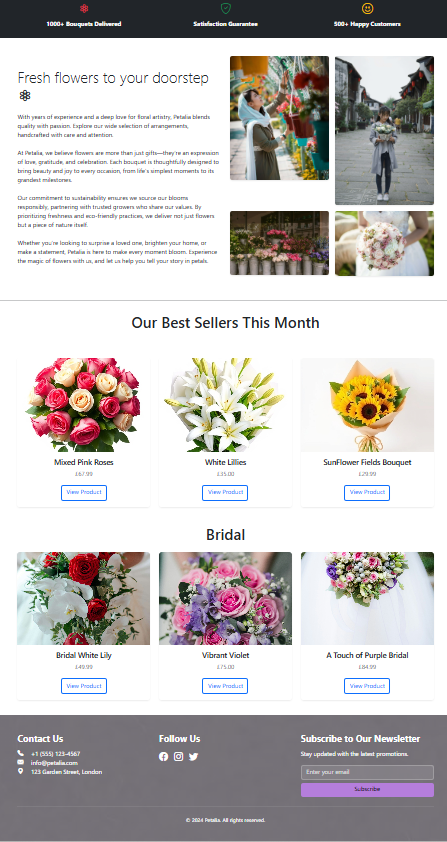 1000+ Bouquets Delivered
Satisfaction Guarantee
500+ Happy Customers
Fresh flowers to your doorstep
With years of experience and a deep love for floral artistry, Petalia blends
quality with passion. Explore our wide selection of arrangements,
handcrafted with care and attention.
At Petalia, we believe flowers are more than just gifts—they're an expression
of love, gratitude, and celebration. Each bouquet is thoughtfully designed to
bring beauty and joy to every occasion, from life's simplest moments to its
grandest milestones.
Our commitment to sustainability ensures we source our blooms
responsibly, partnering with trusted growers who share our values. By
prioritizing freshness and eco-friendly practices, we deliver not just flowers
but a piece of nature itself.
Whether you're looking to surprise a loved one, brighten your home, or
make a statement, Petalia is here to make every moment bloom. Experience
the magic of flowers with us, and let us help you tell your story in petals.
Our Best Sellers This Month
Mixed Pink Roses
£67.99
View Product
White Lillies
£35.00
View Product
SunFlower Fields Bouquet
£29.99
View Product
Bridal
Bridal White Lily
£49.99
View Product
Vibrant Violet
£75.00
View Product
A Touch of Purple Bridal
£84.99
View Product
Contact Us
+1 (555) 123-4567
info@petalia.com
123 Garden Street, London
Follow Us
Subscribe to Our Newsletter
Stay updated with the latest promotions.
Enter your email
Subscribe
© 2024 Petalia. All rights reserved.